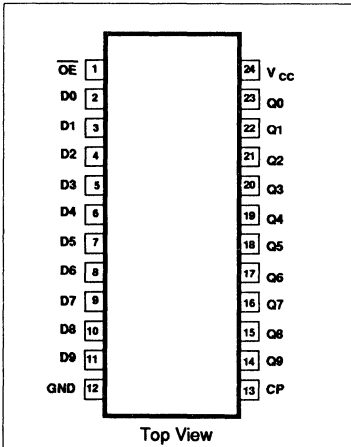 OE 1 24 V CC
D0 2 23 Q0
D1 3 22 Q1
D2 4 21 Q2
D3 5 20 Q3
D4 6 19 Q4
D5 7 18 Q5
D6 8 17 Q6
D7 9 16 Q7
D8 10 15 Q8
D9 11 14 Q9
GND 12 13 CP
Top View